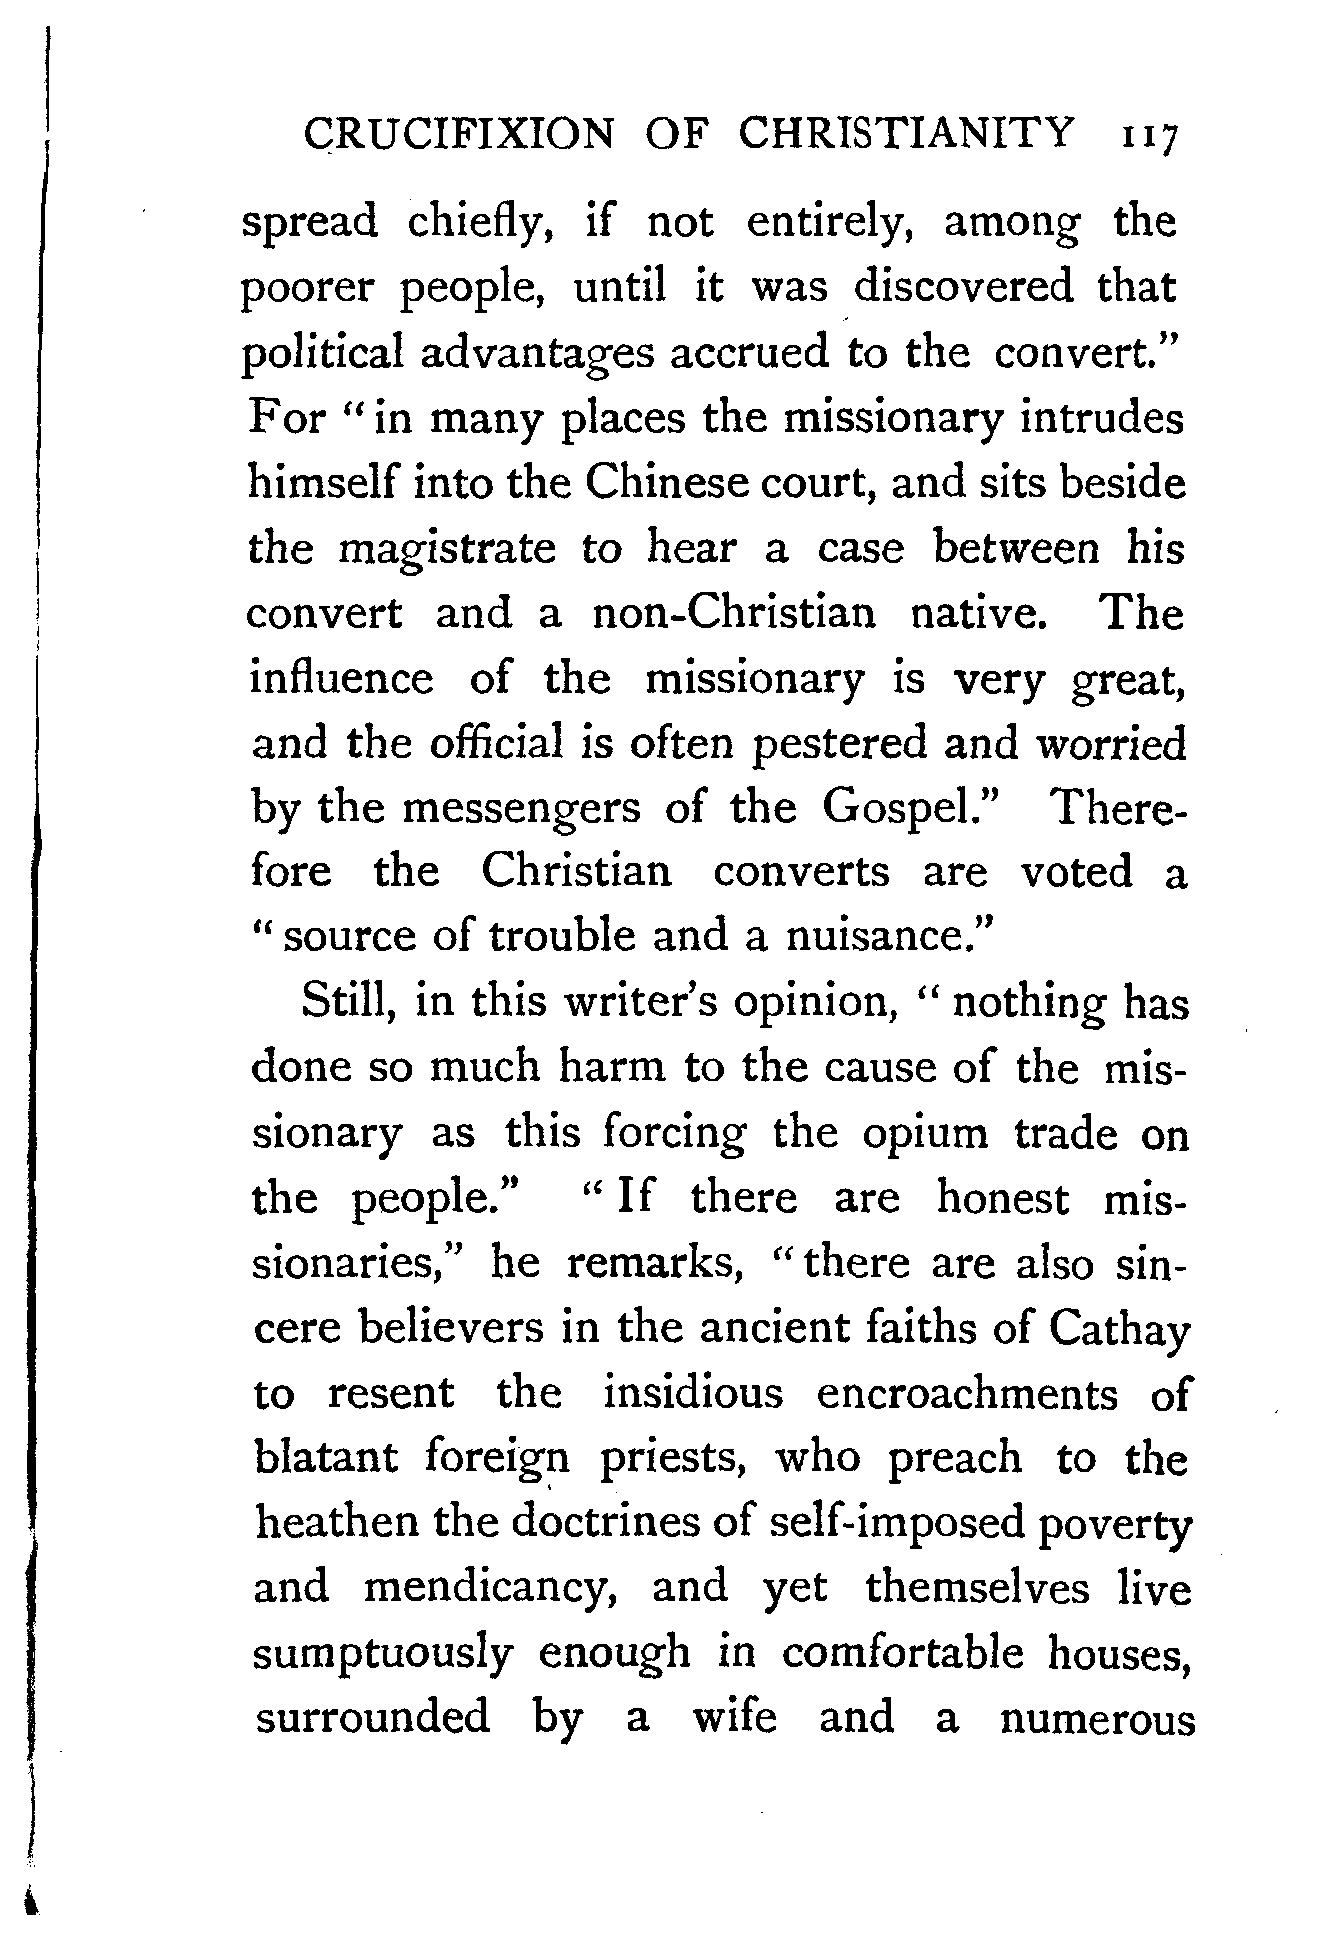 CRUCIFIXION OF CHRISTIANITY 117
spread chiefly, if not entirely, among the
poorer people, until it was discovered that
political advantages accrued to the convert.”
For “ in many places the missionary intrudes
himself into the Chinese court, and sits beside
the magistrate to hear a case between his
convert and a non-Christian native. The
influence of the missionary is very great,
and the official is often pestered and worried
by the messengers of the Gospel.” There-
fore the Christian converts are voted a
“ source of trouble and a nuisance.”
Still, in this writer’s opinion, “ nothing has
done so much harm to the cause of the mis-
sionary as this forcing the opium trade on
the people.” “ If there are honest mis-
sionaries,” he remarks, “ there are also sin-
cere believers in the ancient faiths of Cathay
to resent the insidious encroachments of
blatant foreign priests, who preach to the
heathen the doctrines of self-imposed poverty
and mendicancy, and yet themselves live
sumptuously enough in comfortable houses,
surrounded by a wife and a numerous